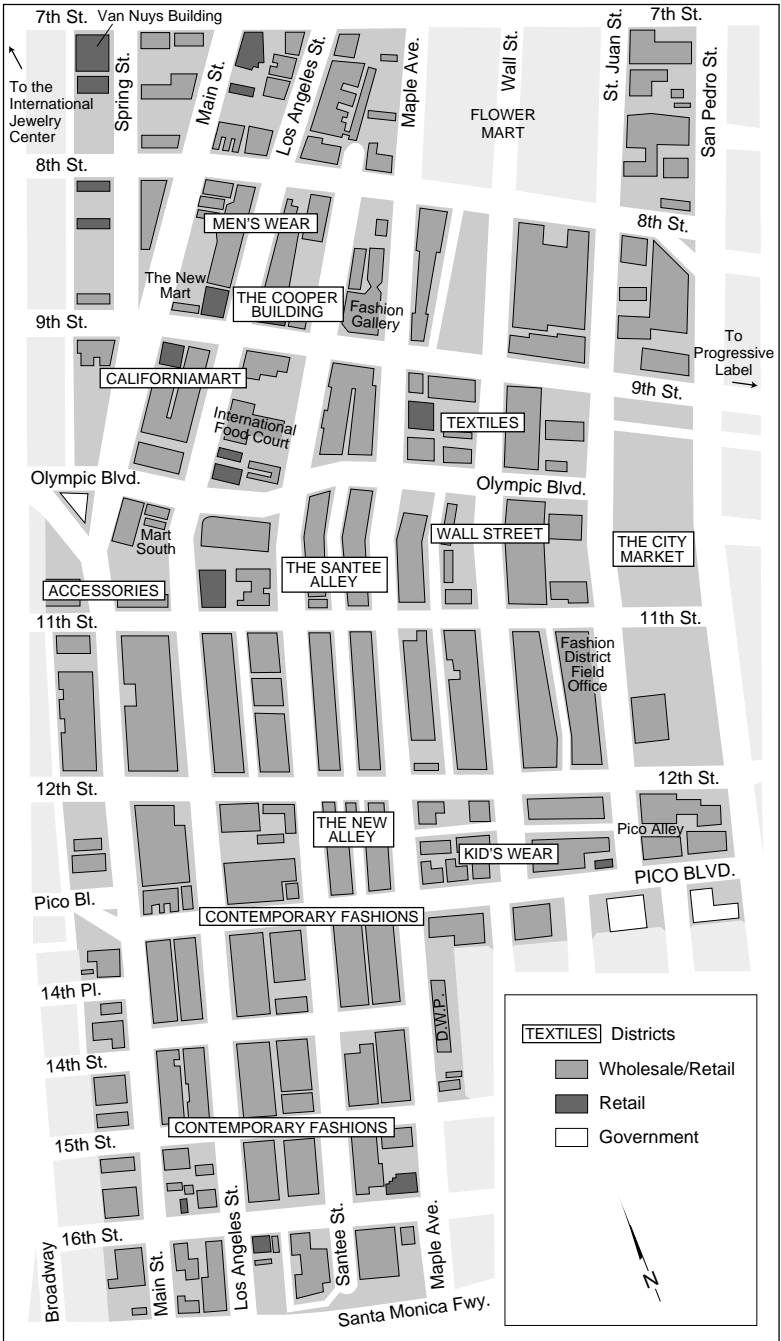 7th St.
Van Nuys Building
To the
International
Jewelry
Center
Spring St.
Main St.
Los Angeles St.
Maple Ave.
Wall St.
St. Juan St.
7th St.
San Pedro St.
FLOWER
MART
8th St.
8th St.
MEN'S WEAR
The New
Mart
THE COOPER
BUILDING
Fashion
Gallery
9th St.
To
Progressive
Label
CALIFORNIAMART
9th St.
International
Food Court
TEXTILES
Olympic Blvd.
Olympic Blvd.
Mart
South
WALL STREET
THE CITY
MARKET
THE SANTEE
ALLEY
ACCESSORIES
11th St.
11th St.
Fashion
District
Field
Office
12th St.
12th St.
THE NEW
ALLEY
Pico Alley
KID'S WEAR
PICO BLVD.
Pico Bl.
CONTEMPORARY FASHIONS
14th Pl.
D.W.P.
14th St.
CONTEMPORARY FASHIONS
15th St.
16th St.
Broadway
Main St.
Los Angeles St.
Santee St.
Maple Ave.
Santa Monica Fwy.
TEXTILES Districts
Wholesale/Retail
Retail
Government
N